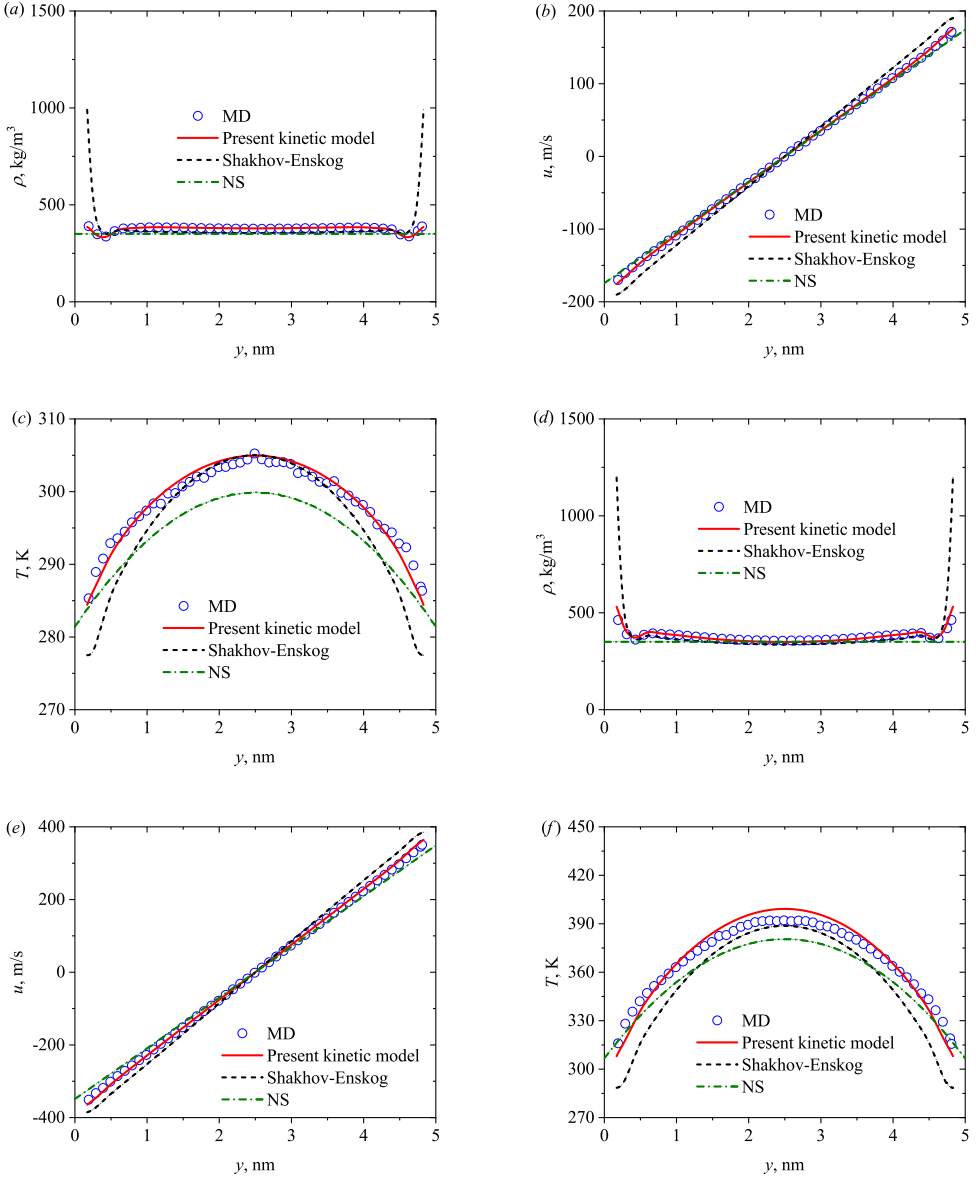 (a)
1500
1000
500
0
ρ, kg/m³
MD
Present kinetic model
Shakhov-Enskog
NS
0 1 2 3 4 5
y, nm
(b)
200
100
0
-100
-200
u, m/s
MD
Present kinetic model
Shakhov-Enskog
NS
0 1 2 3 4 5
y, nm
(c)
310
300
290
280
270
T, K
MD
Present kinetic model
Shakhov-Enskog
NS
0 1 2 3 4 5
y, nm
(d)
1500
1000
500
0
ρ, kg/m³
MD
Present kinetic model
Shakhov-Enskog
NS
0 1 2 3 4 5
y, nm
(e)
400
200
0
-200
-400
u, m/s
MD
Present kinetic model
Shakhov-Enskog
NS
0 1 2 3 4 5
y, nm
(f)
450
420
390
360
330
300
270
T, K
MD
Present kinetic model
Shakhov-Enskog
NS
0 1 2 3 4 5
y, nm